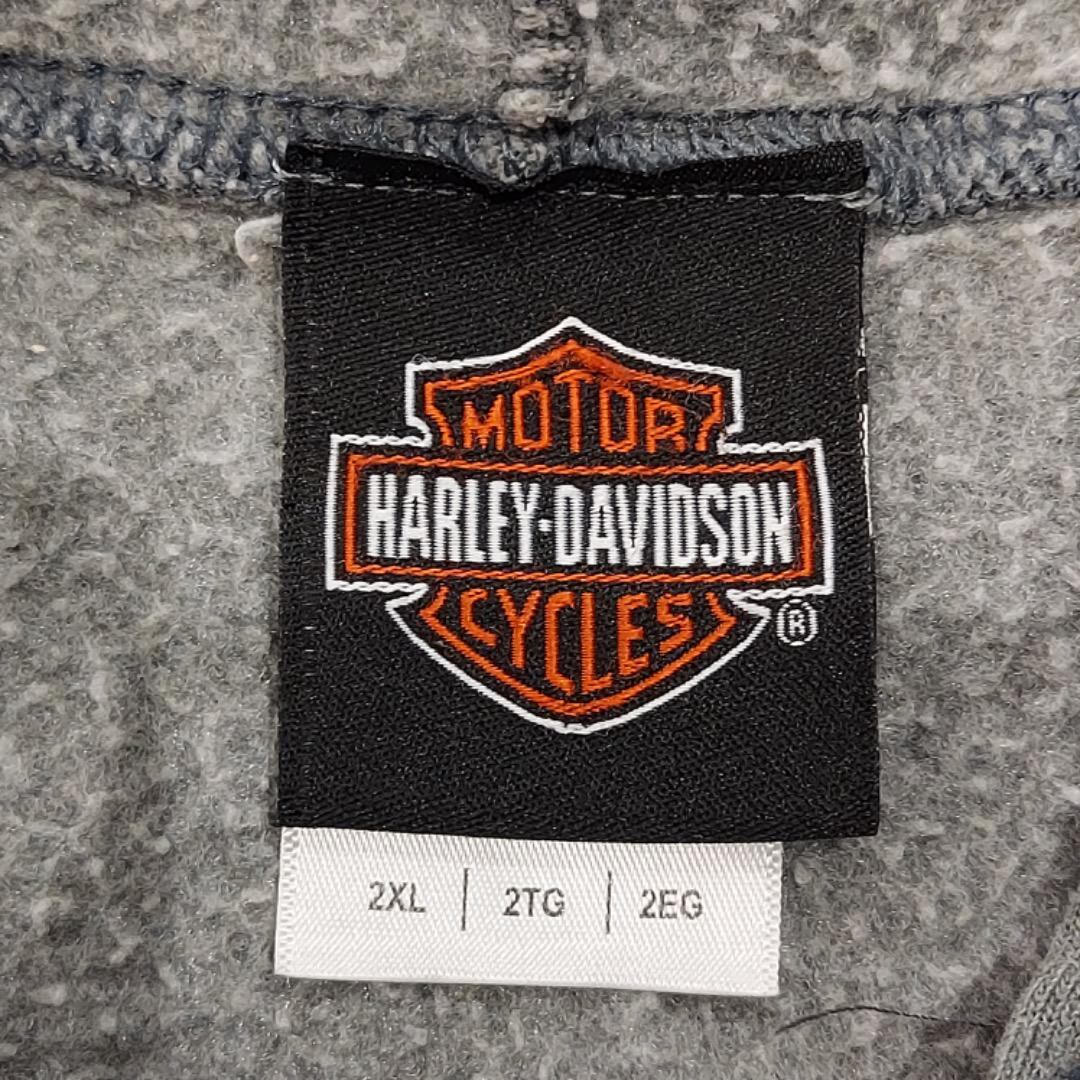 MOTOR
HARLEY-DAVIDSON
CYCLES
®
2XL | 2TG | 2EG